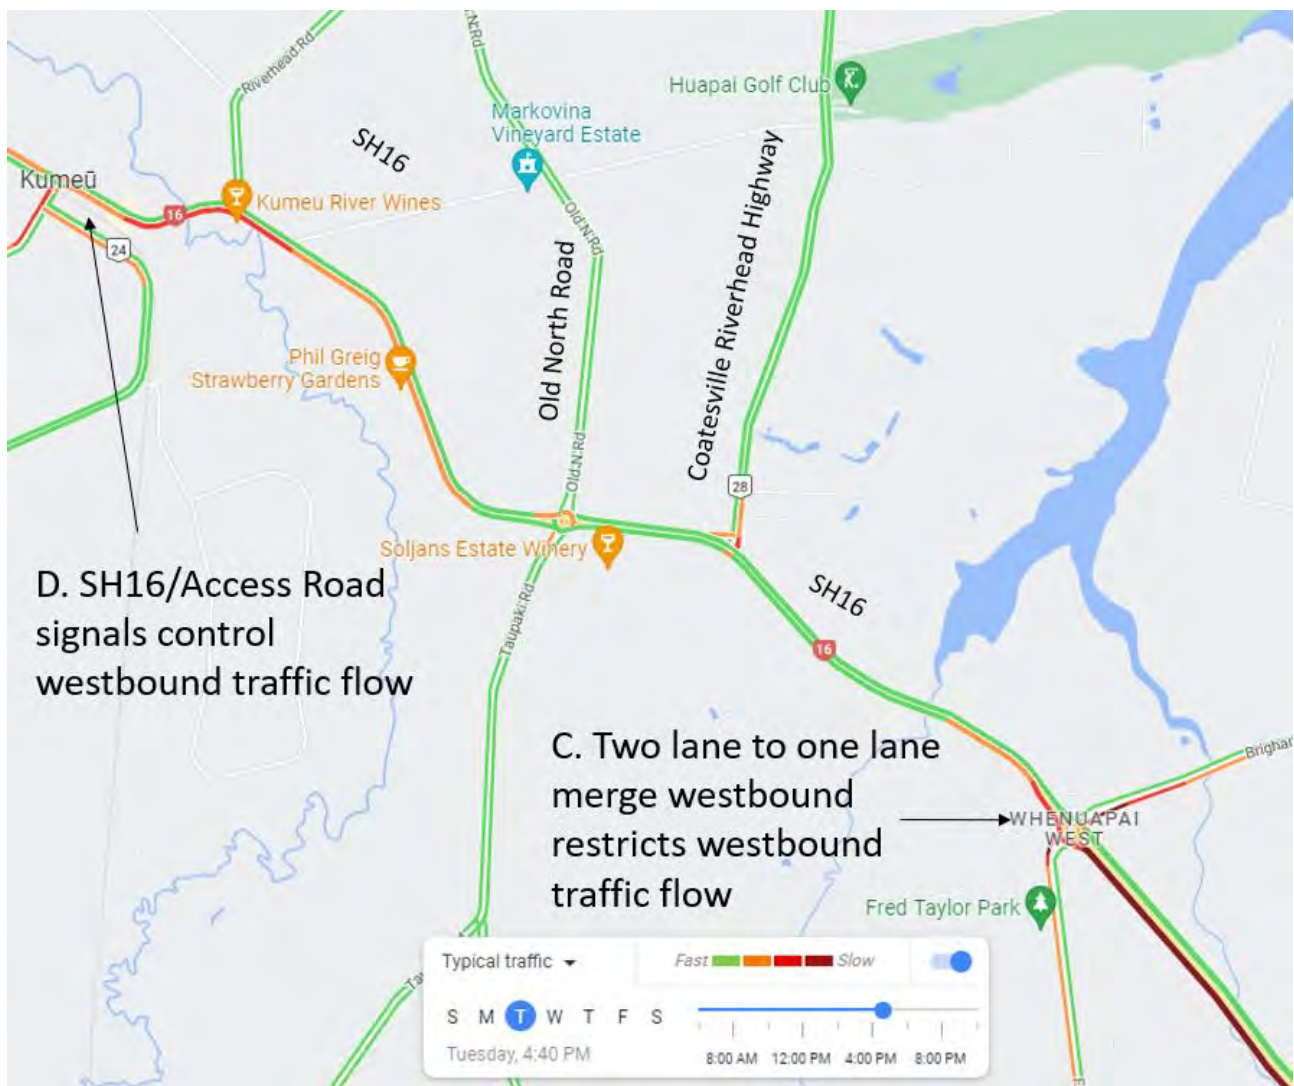 Riverhead Rd
N Rd
Huapai Golf Club
Markovina
Vineyard Estate
SH16
Kumeū
Kumeu River Wines
16
24
Old N Rd
Old North Road
Coatesville Riverhead Highway
Phil Greig
Strawberry Gardens
28
Old N Rd
Soljans Estate Winery
D. SH16/Access Road
signals control
westbound traffic flow
SH16
Taupaki Rd
16
C. Two lane to one lane
merge westbound
restricts westbound
traffic flow
Brigham
WHENUAPAI
WEST
Fred Taylor Park
Typical traffic
Fast
Slow
S M T W T F S
Tuesday, 4:40 PM
8:00 AM 12:00 PM 4:00 PM 8:00 PM